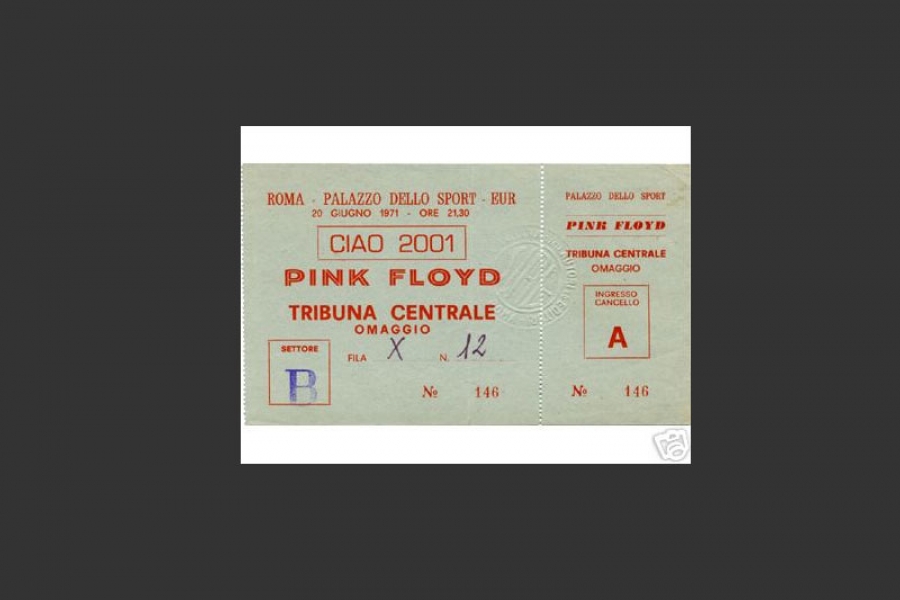 ROMA - PALAZZO DELLO SPORT - EUR
20 GIUGNO 1971 - ORE 21,30
CIAO 2001
PINK FLOYD
TRIBUNA CENTRALE
OMAGGIO
SETTORE
B
FILA X N. 12
№ 146
PALAZZO DELLO SPORT
PINK FLOYD
TRIBUNA CENTRALE
OMAGGIO
INGRESSO
CANCELLO
A
№ 146